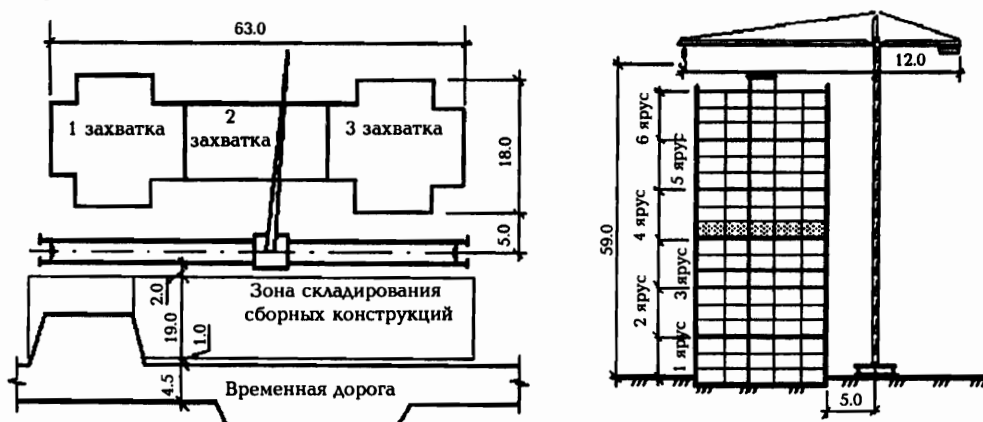 63.0
1 захватка
2
захватка
3 захватка
18.0
5.0
2.0
19.0
1.0
4.5
Зона складирования
сборных конструкций
Временная дорога
12.0
59.0
6 ярус
5 ярус
4 ярус
3 ярус
2 ярус
1 ярус
5.0